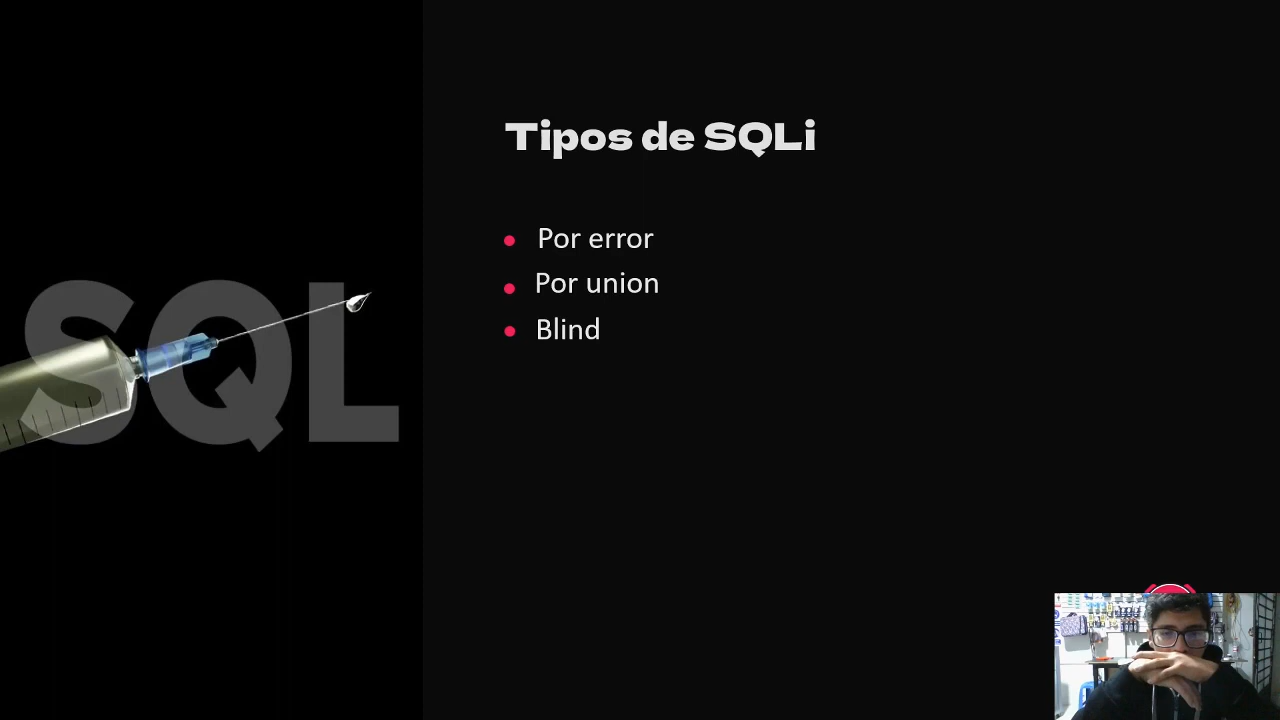 Tipos de SQLi
Por error
Por union
Blind
SQL